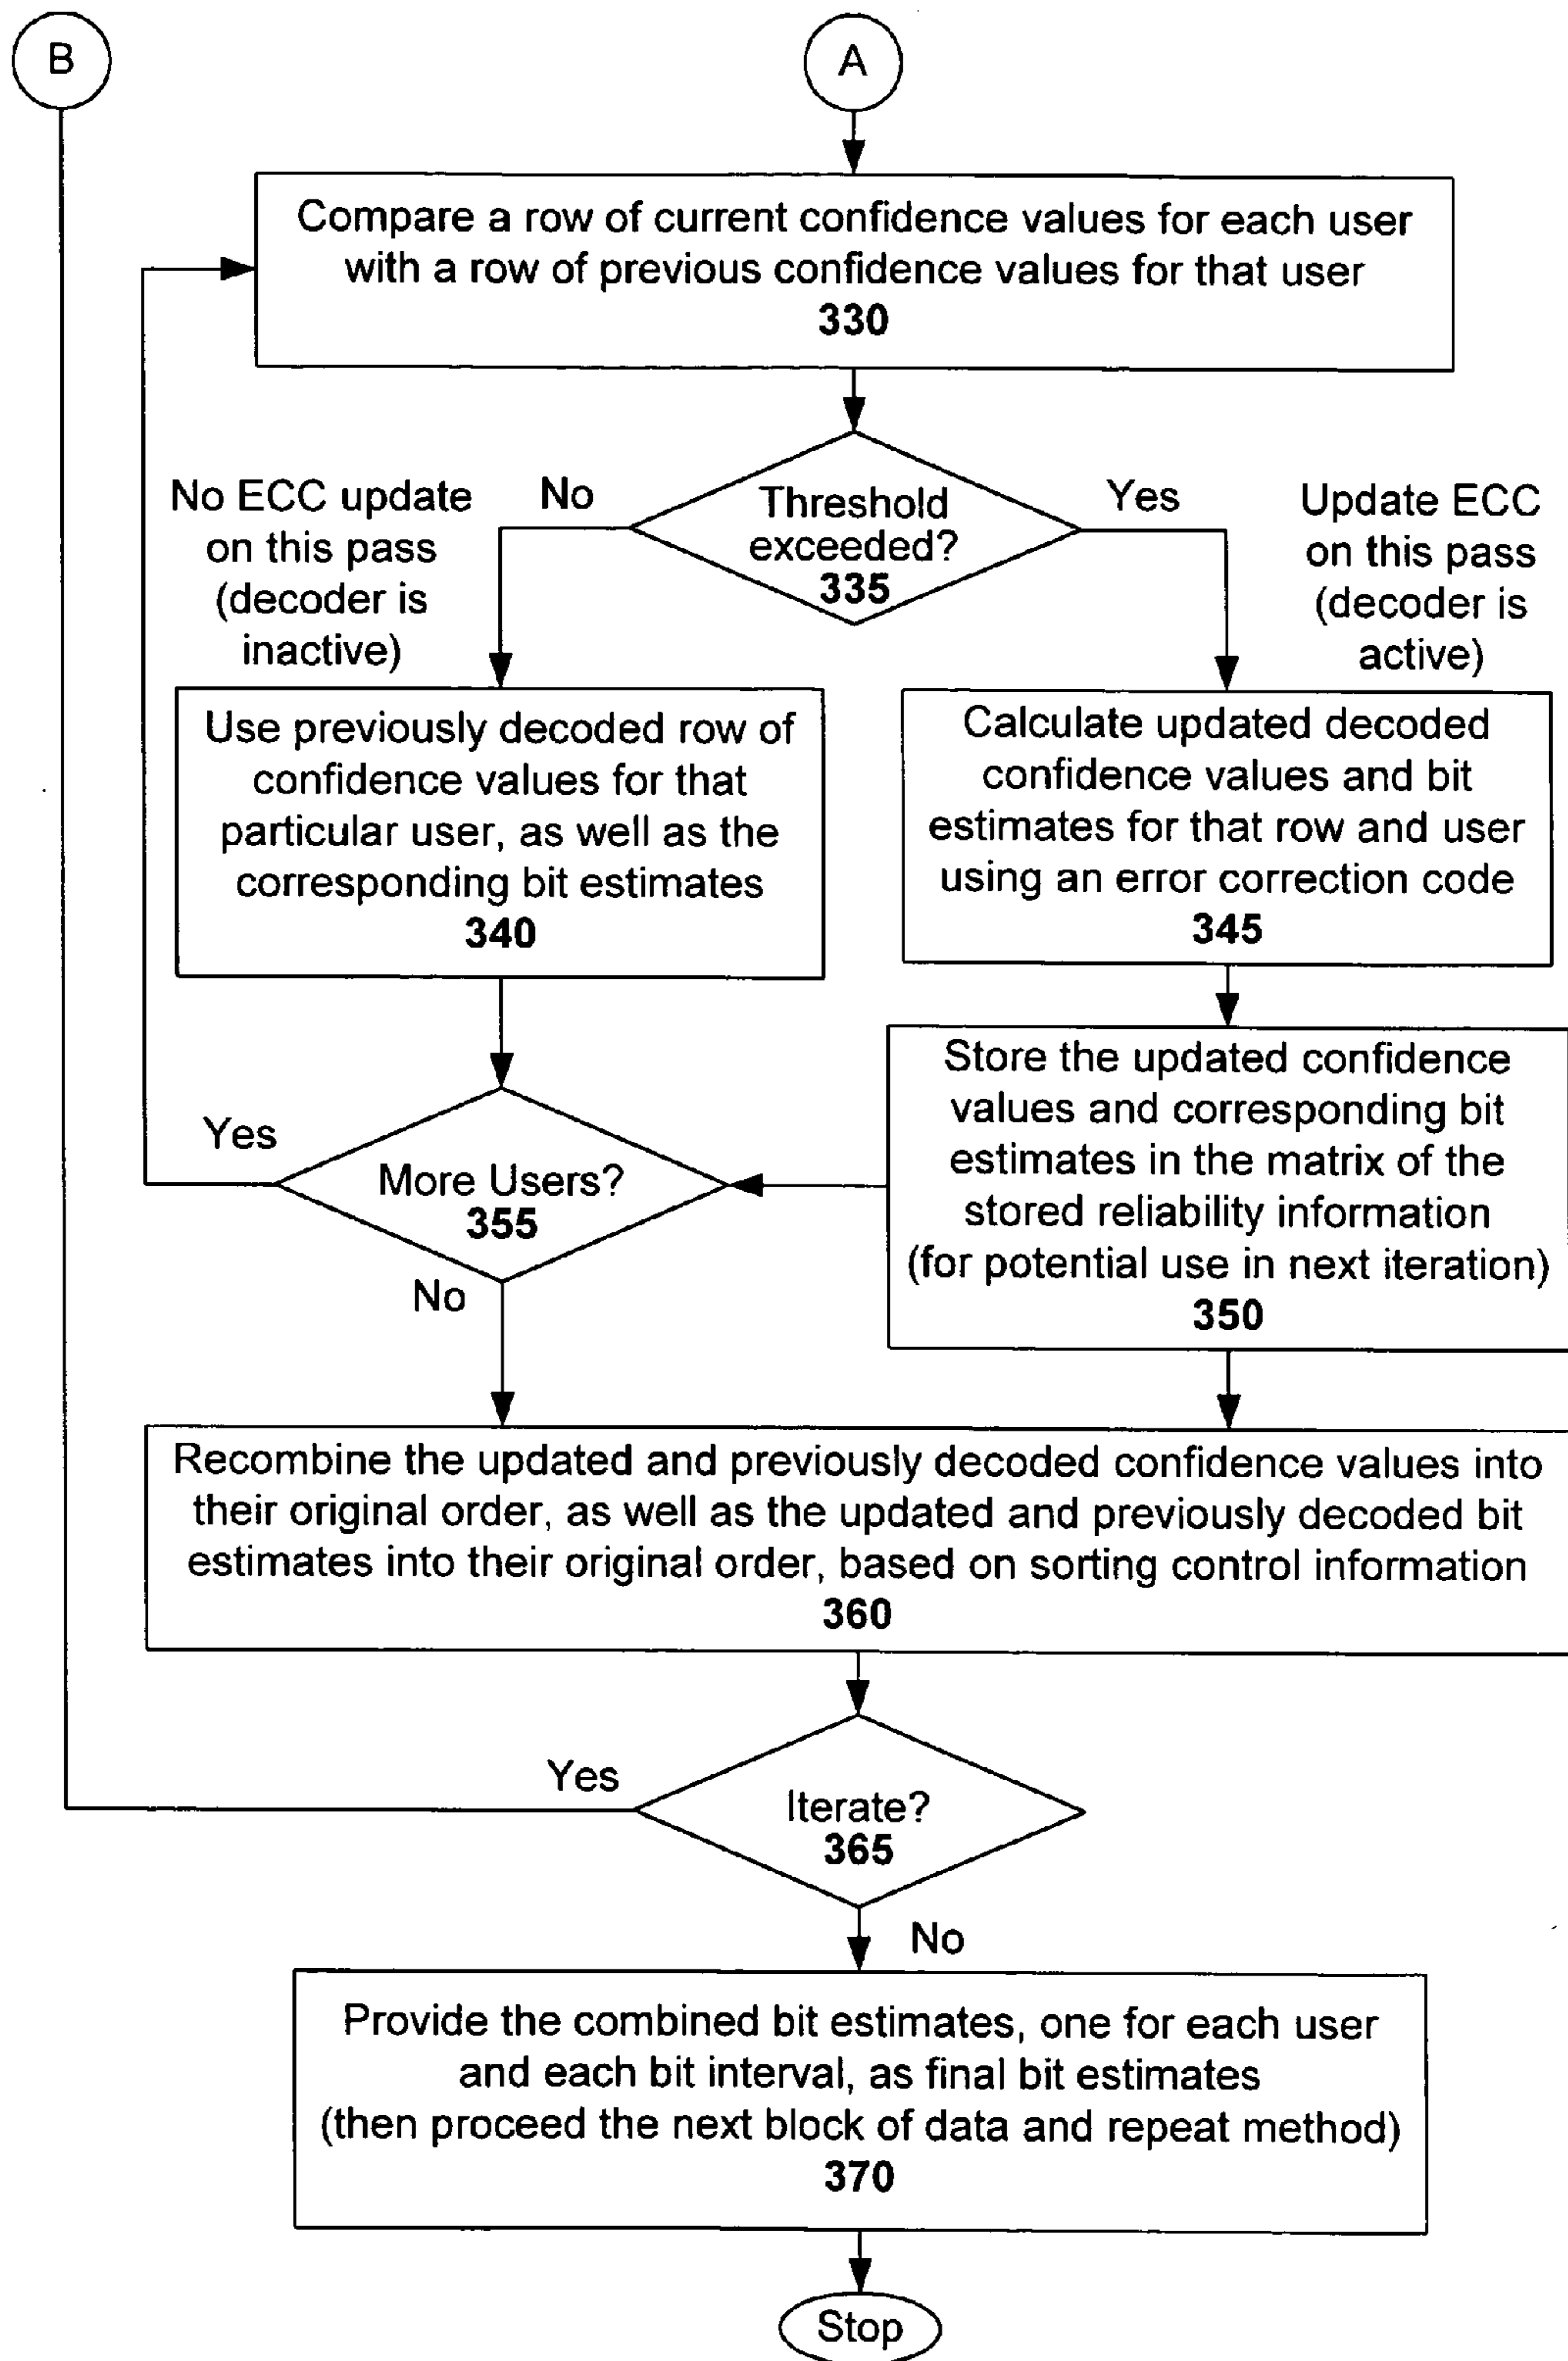 B
A
Compare a row of current confidence values for each user
with a row of previous confidence values for that user
330
No ECC update
on this pass
(decoder is
inactive)
No
Threshold
exceeded?
335
Yes
Update ECC
on this pass
(decoder is
active)
Use previously decoded row of
confidence values for that
particular user, as well as the
corresponding bit estimates
340
Calculate updated decoded
confidence values and bit
estimates for that row and user
using an error correction code
345
Store the updated confidence
values and corresponding bit
estimates in the matrix of the
stored reliability information
(for potential use in next iteration)
350
Yes
More Users?
355
No
Recombine the updated and previously decoded confidence values into
their original order, as well as the updated and previously decoded bit
estimates into their original order, based on sorting control information
360
Yes
Iterate?
365
No
Provide the combined bit estimates, one for each user
and each bit interval, as final bit estimates
(then proceed the next block of data and repeat method)
370
Stop